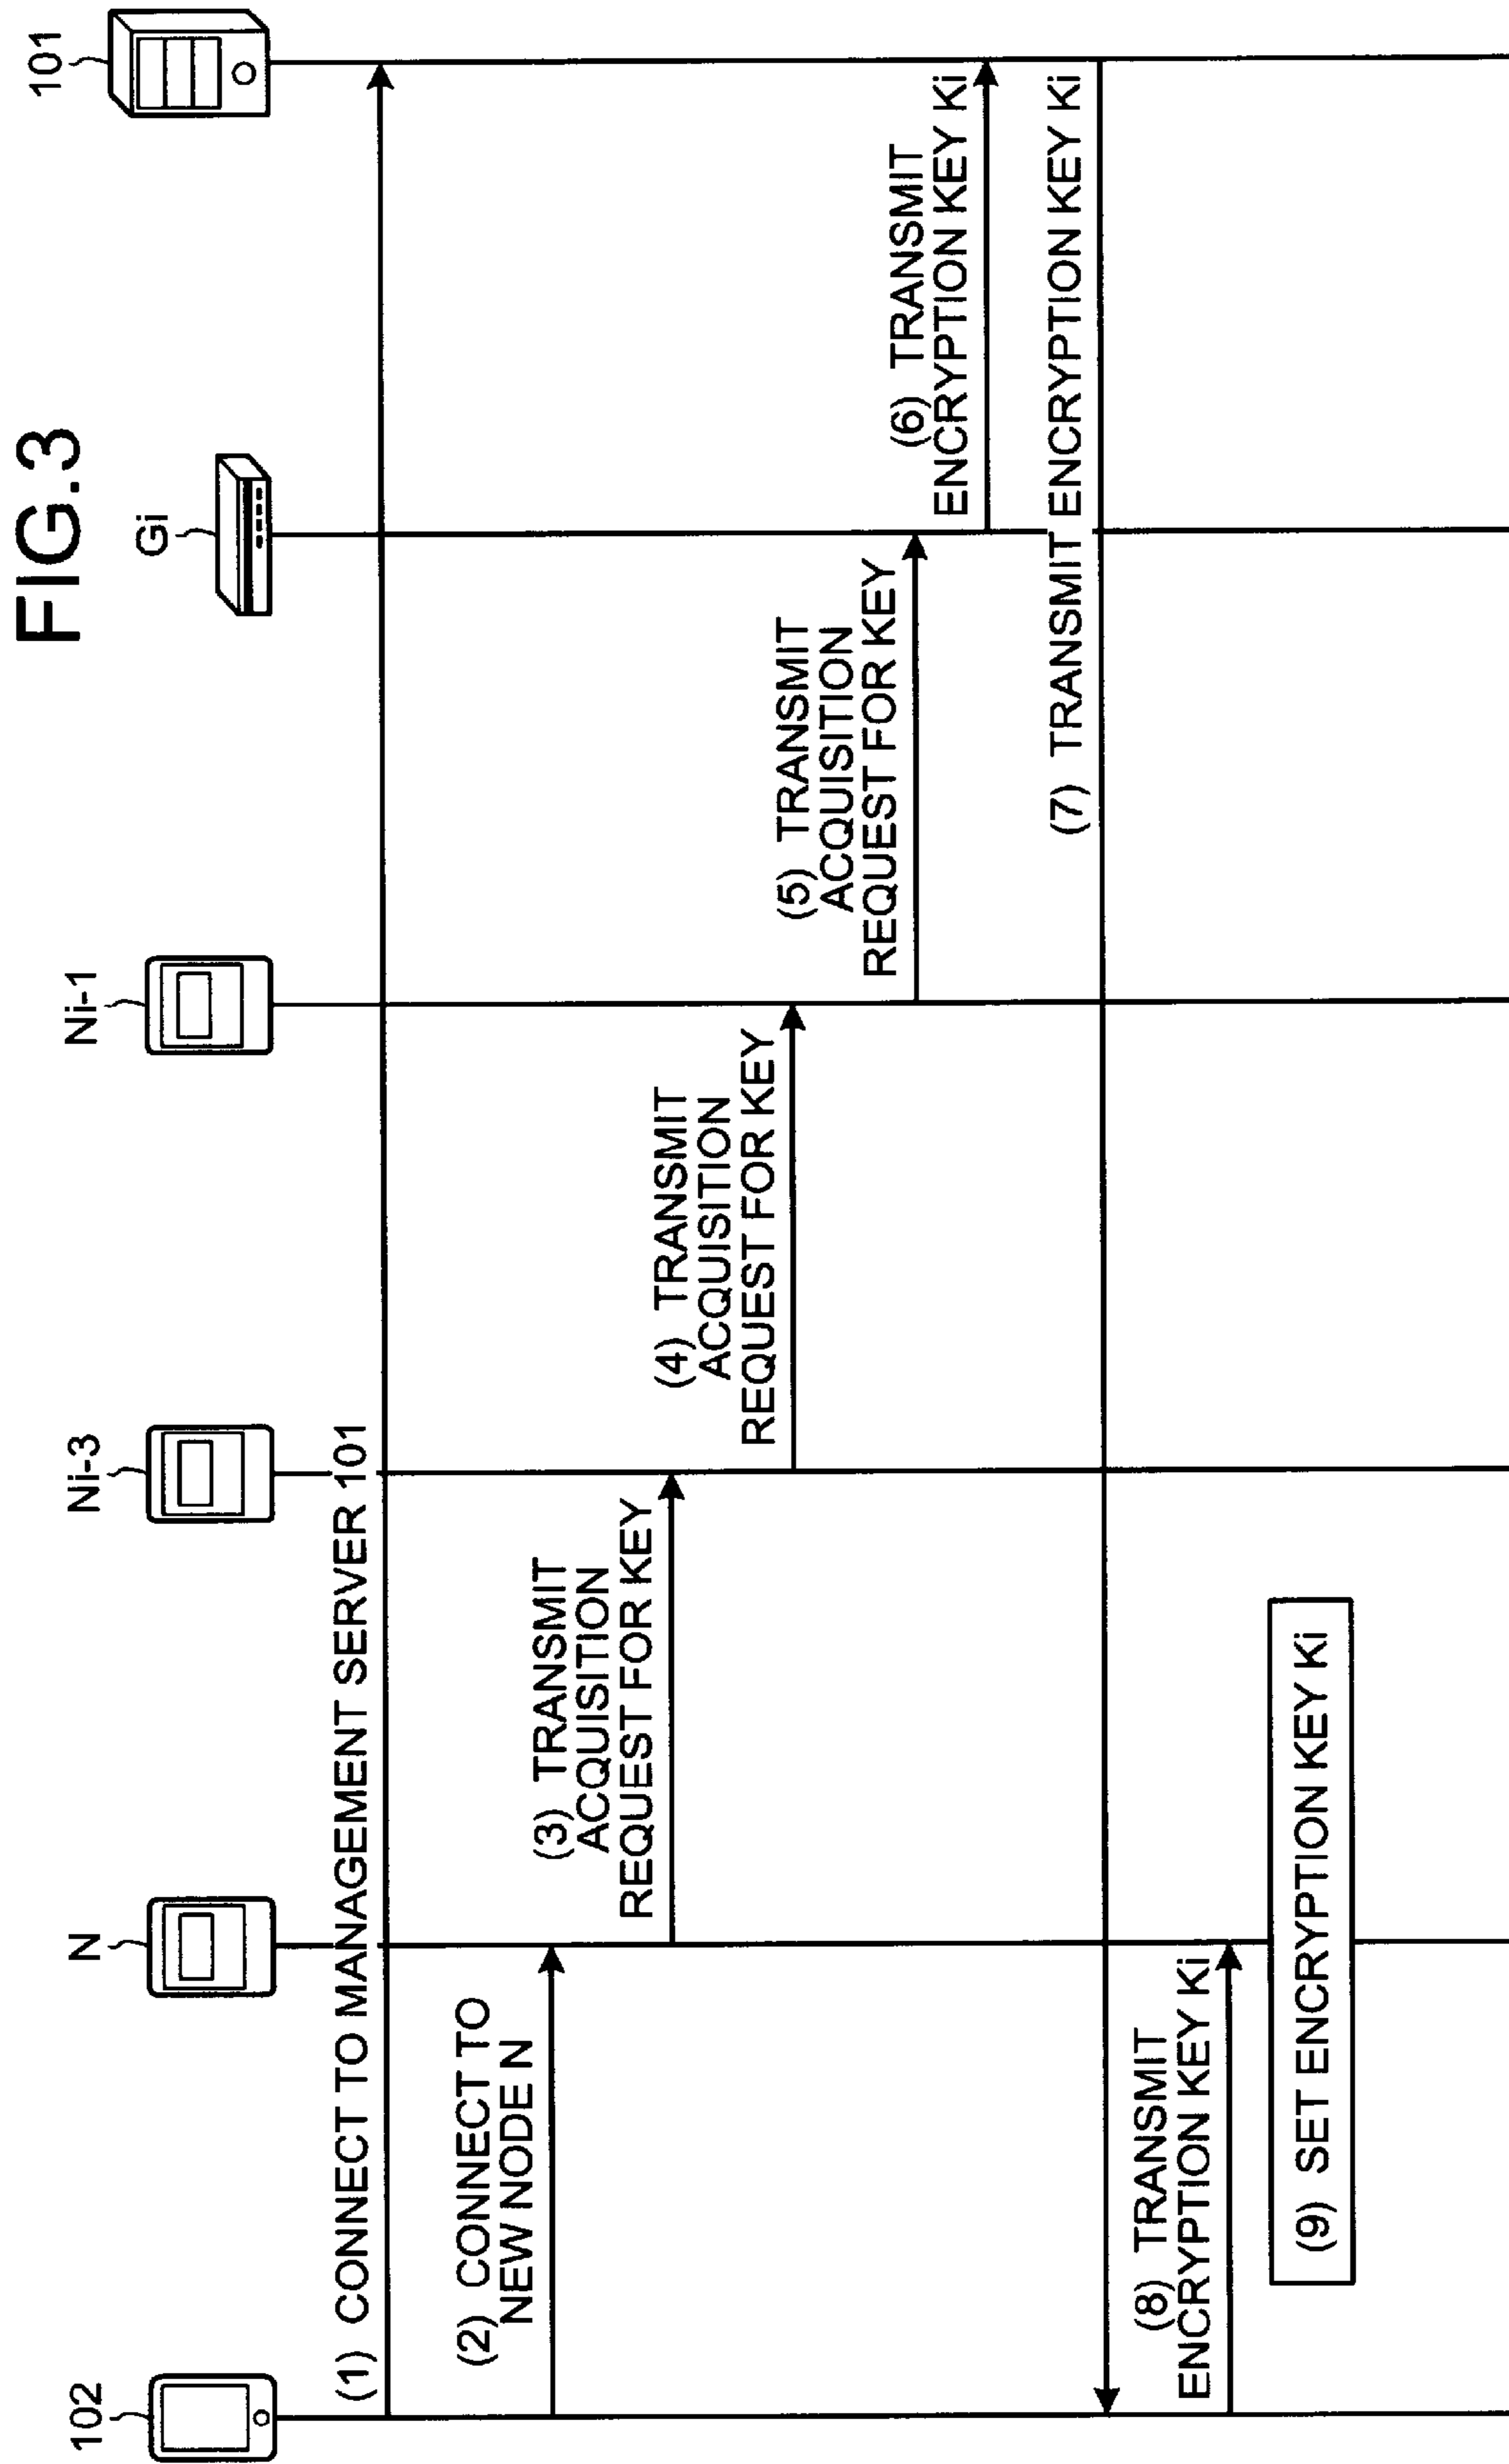 FIG.3
102
N
Ni-3
Ni-1
Gi
101
(1) CONNECT TO MANAGEMENT SERVER 101
(2) CONNECT TO
NEW NODE N
(3) TRANSMIT
ACQUISITION
REQUEST FOR KEY
(4) TRANSMIT
ACQUISITION
REQUEST FOR KEY
(5) TRANSMIT
ACQUISITION
REQUEST FOR KEY
(6) TRANSMIT
ENCRYPTION KEY Ki
(7) TRANSMIT ENCRYPTION KEY Ki
(8) TRANSMIT
ENCRYPTION KEY Ki
(9) SET ENCRYPTION KEY Ki